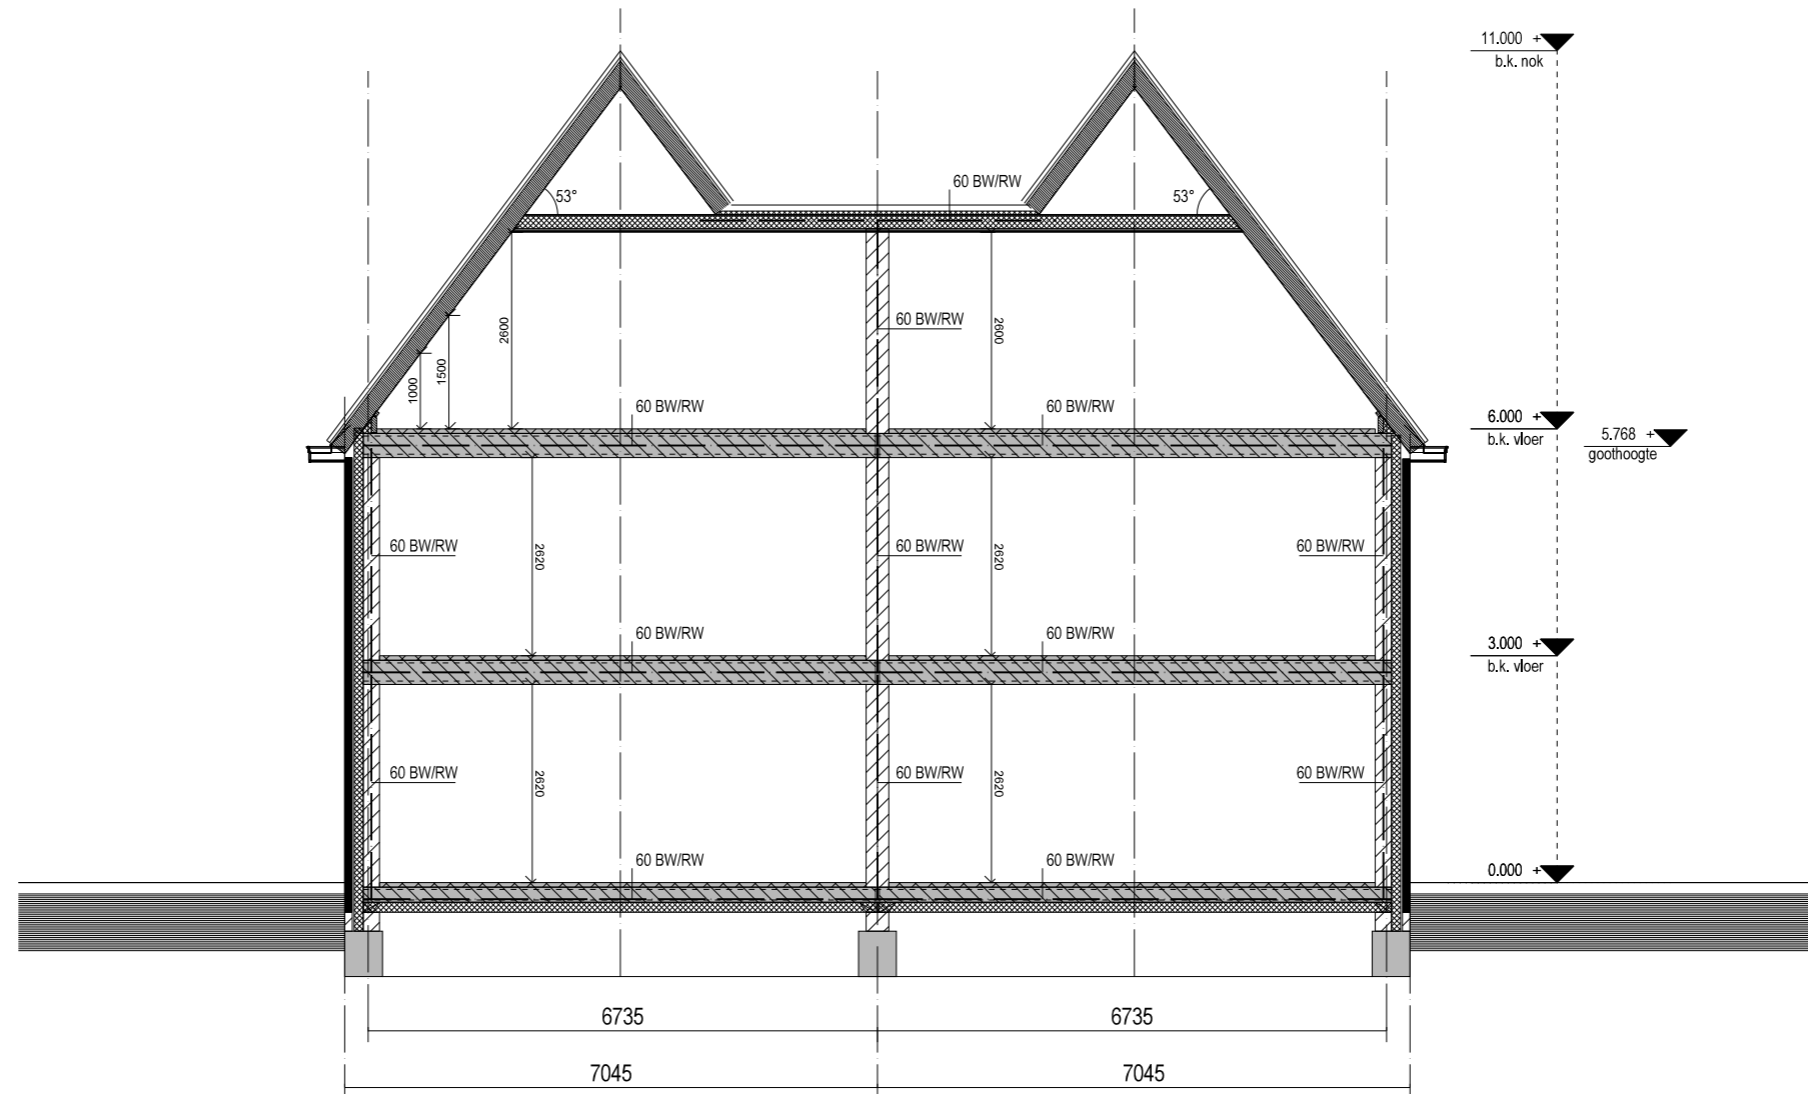 11.000 +
b.k. nok
60 BW/RW
53°
53°
60 BW/RW
2600
2600
1500
1000
60 BW/RW
60 BW/RW
6.000 +
b.k. vloer
5.768 +
goothoogte
60 BW/RW
60 BW/RW
60 BW/RW
2620
2620
60 BW/RW
60 BW/RW
3.000 +
b.k. vloer
60 BW/RW
60 BW/RW
60 BW/RW
2620
2620
60 BW/RW
60 BW/RW
0.000 +
6735
6735
7045
7045